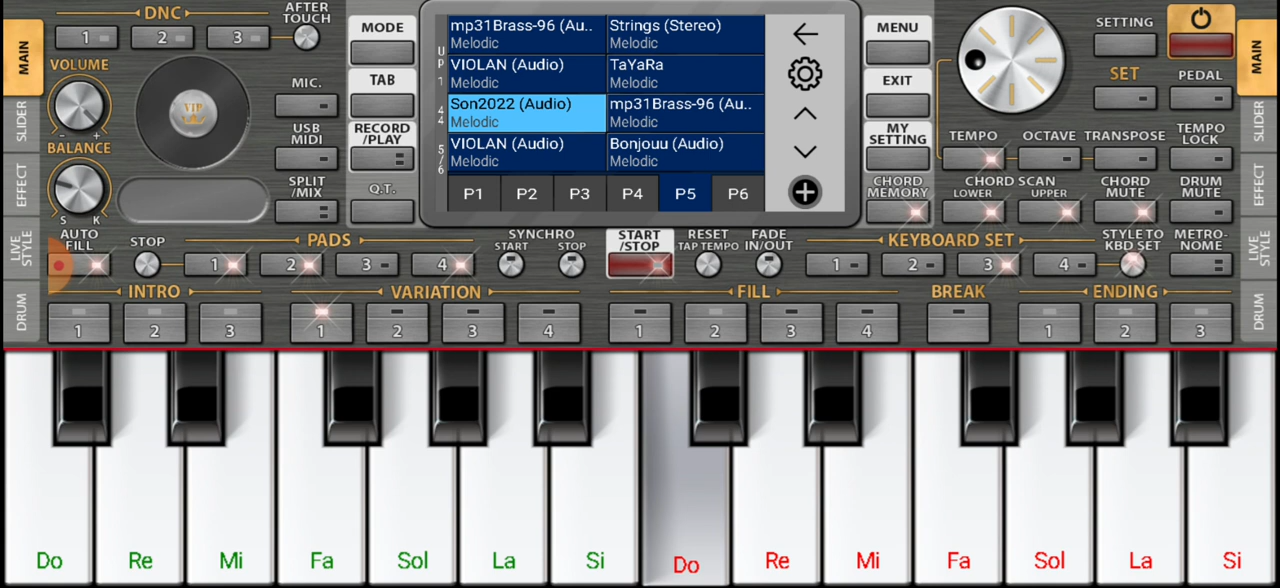 MAIN
SLIDER
EFFECT
LIVE STYLE
DRUM
DNC
1 2 3
AFTER
TOUCH
VOLUME
- +
BALANCE
S K
VIP
MIC.
USB
MIDI
SPLIT
/MIX
MODE
TAB
RECORD
/PLAY
Q.T.
mp31Brass-96 (Au..
Melodic
Strings (Stereo)
Melodic
VIOLAN (Audio)
Melodic
TaYaRa
Melodic
Son2022 (Audio)
Melodic
mp31Brass-96 (Au..
Melodic
VIOLAN (Audio)
Melodic
Bonjouu (Audio)
Melodic
P1 P2 P3 P4 P5 P6
MENU
EXIT
MY
SETTING
CHORD
MEMORY
SETTING
SET
PEDAL
TEMPO
OCTAVE
TRANSPOSE
TEMPO
LOCK
CHORD SCAN
LOWER UPPER
CHORD
MUTE
DRUM
MUTE
MAIN
SLIDER
EFFECT
LIVE STYLE
DRUM
AUTO
FILL
STOP
PADS
1 2 3 4
SYNCHRO
START STOP
START
/STOP
RESET
TAP TEMPO
FADE
IN/OUT
KEYBOARD SET
1 2 3 4
STYLE TO
KBD SET
METRO-
NOME
INTRO
1 2 3
VARIATION
1 2 3 4
FILL
1 2 3 4
BREAK
ENDING
1 2 3
Do Re Mi Fa Sol La Si Do Re Mi Fa Sol La Si